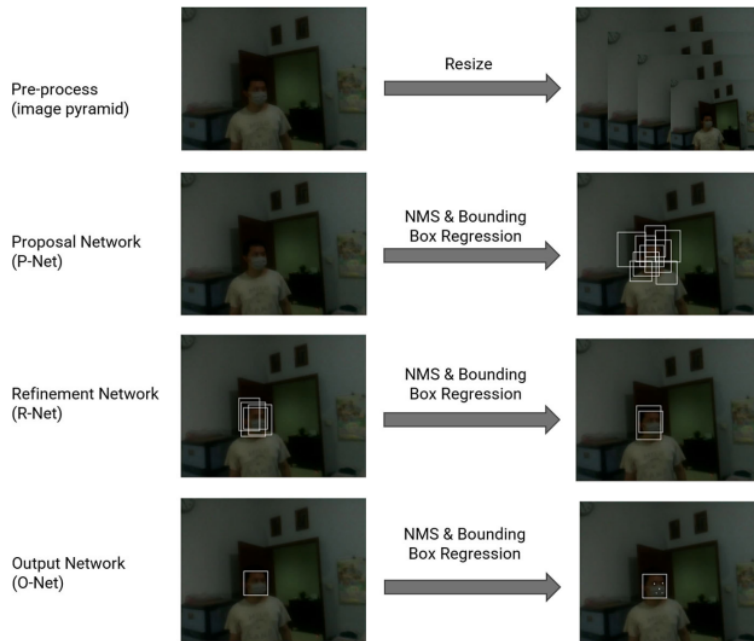 Pre-process
(image pyramid)
Resize
Proposal Network
(P-Net)
NMS & Bounding
Box Regression
Refinement Network
(R-Net)
NMS & Bounding
Box Regression
Output Network
(O-Net)
NMS & Bounding
Box Regression